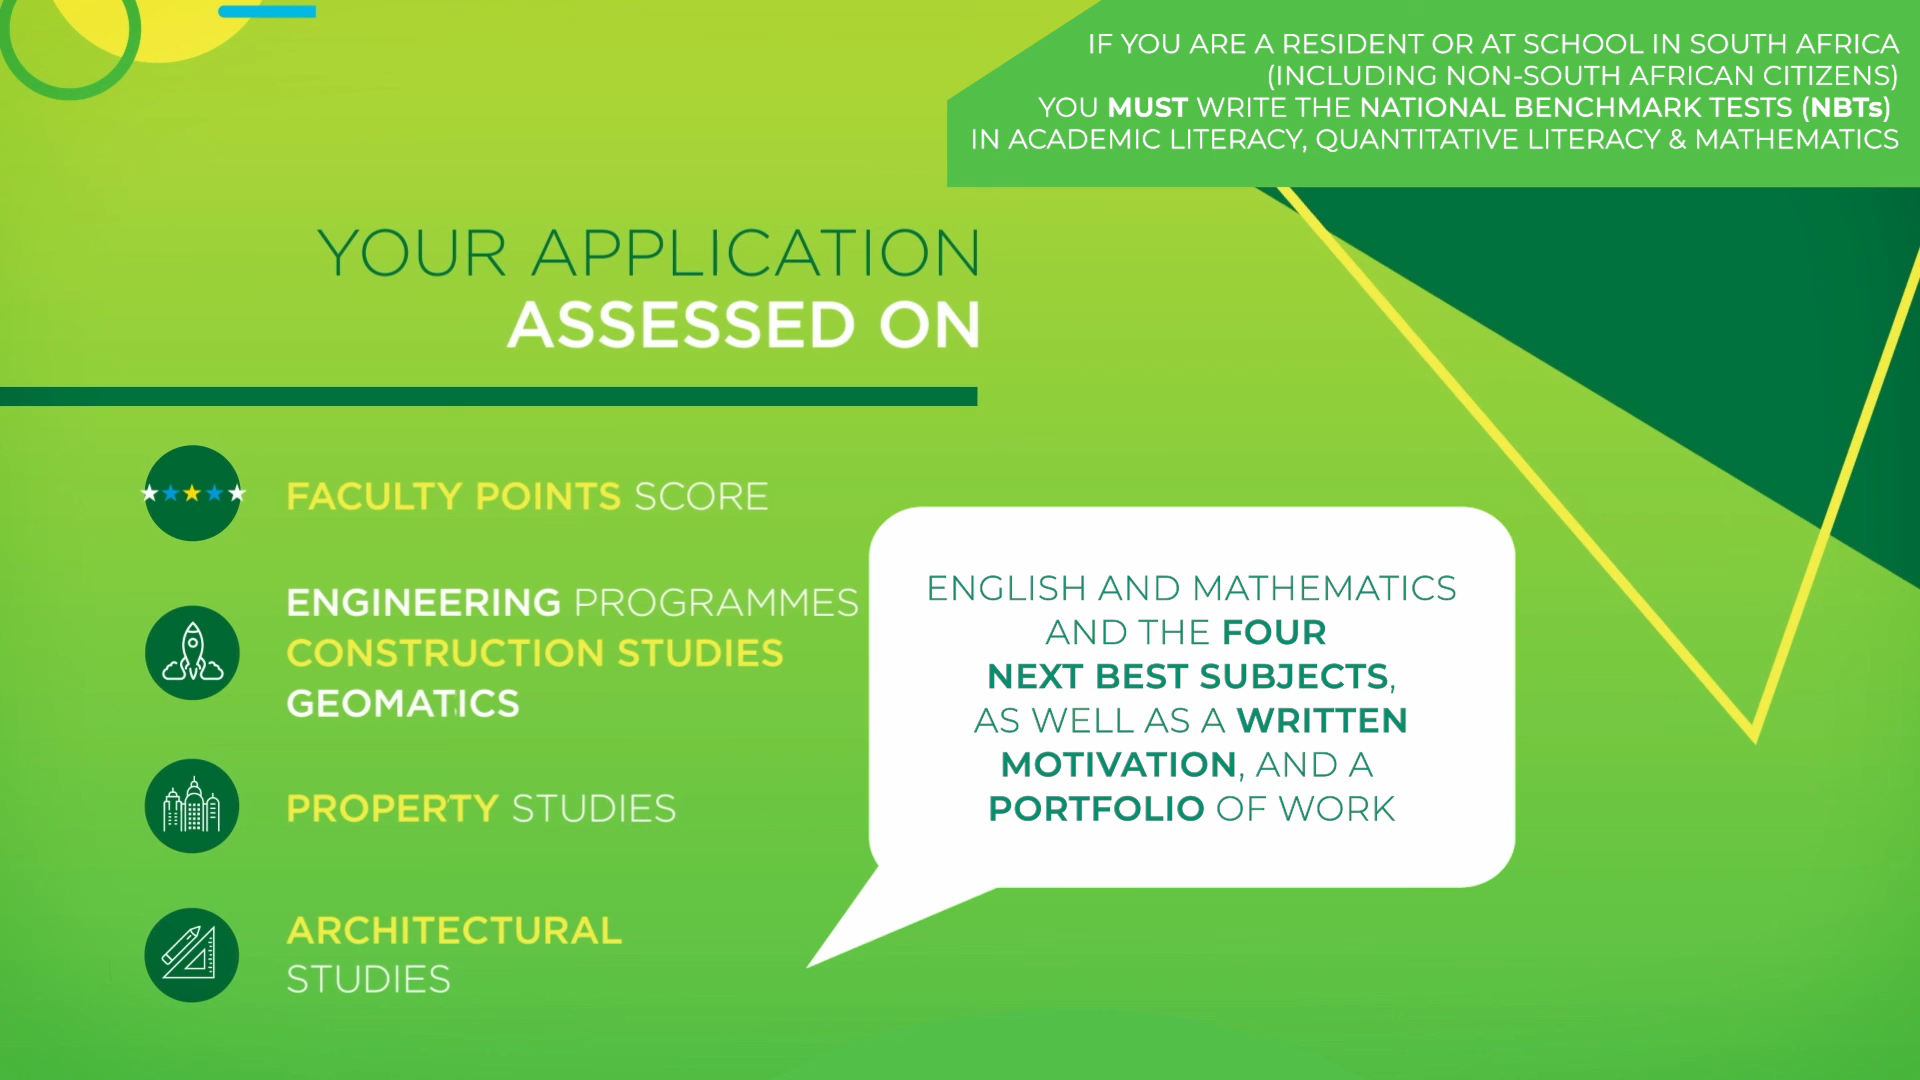 IF YOU ARE A RESIDENT OR AT SCHOOL IN SOUTH AFRICA
(INCLUDING NON-SOUTH AFRICAN CITIZENS)
YOU MUST WRITE THE NATIONAL BENCHMARK TESTS (NBTs)
IN ACADEMIC LITERACY, QUANTITATIVE LITERACY & MATHEMATICS
YOUR APPLICATION
ASSESSED ON
FACULTY POINTS SCORE
ENGINEERING PROGRAMMES
CONSTRUCTION STUDIES
GEOMATICS
PROPERTY STUDIES
ARCHITECTURAL
STUDIES
ENGLISH AND MATHEMATICS
AND THE FOUR
NEXT BEST SUBJECTS,
AS WELL AS A WRITTEN
MOTIVATION, AND A
PORTFOLIO OF WORK